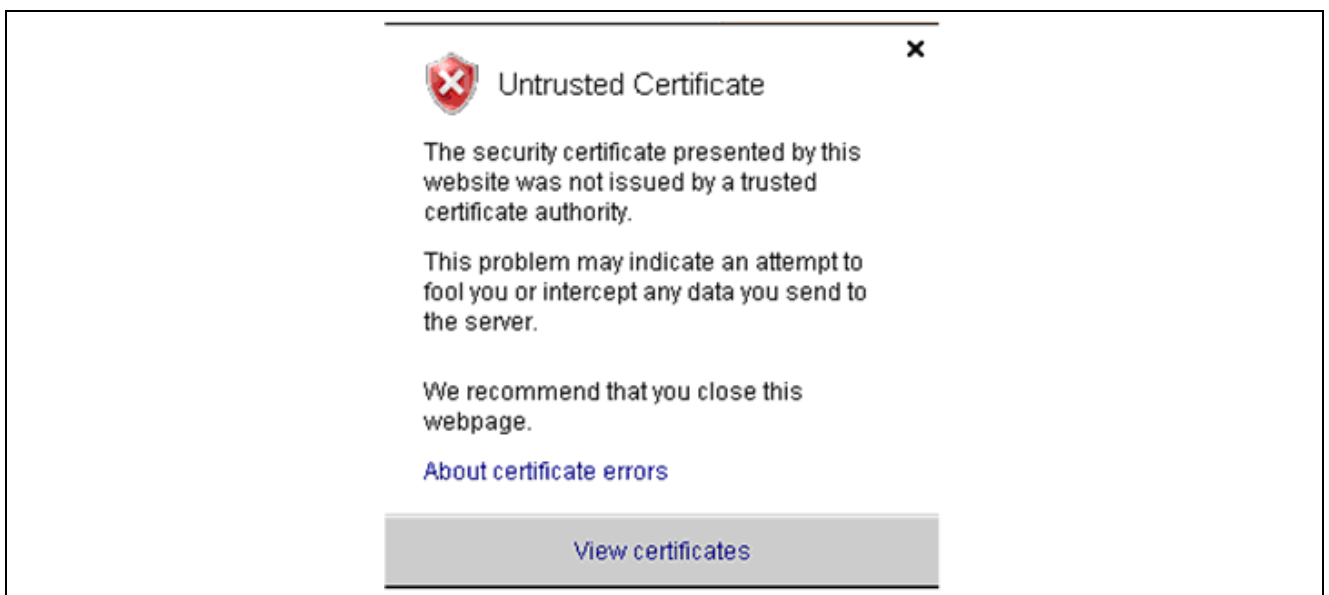 Untrusted Certificate
The security certificate presented by this
website was not issued by a trusted
certificate authority.
This problem may indicate an attempt to
fool you or intercept any data you send to
the server.
We recommend that you close this
webpage.
About certificate errors
View certificates